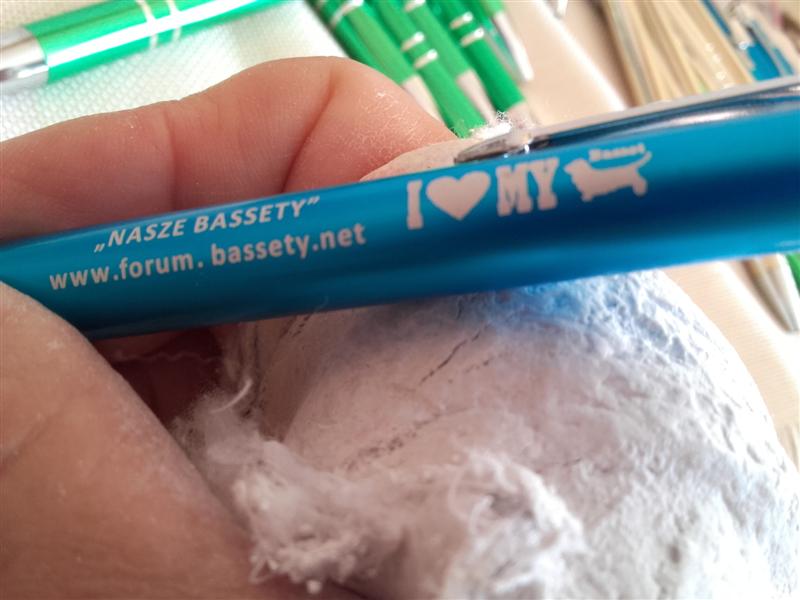 „NASZE BASSETY”
www.forum.bassety.net
I ♥ MY
Basset